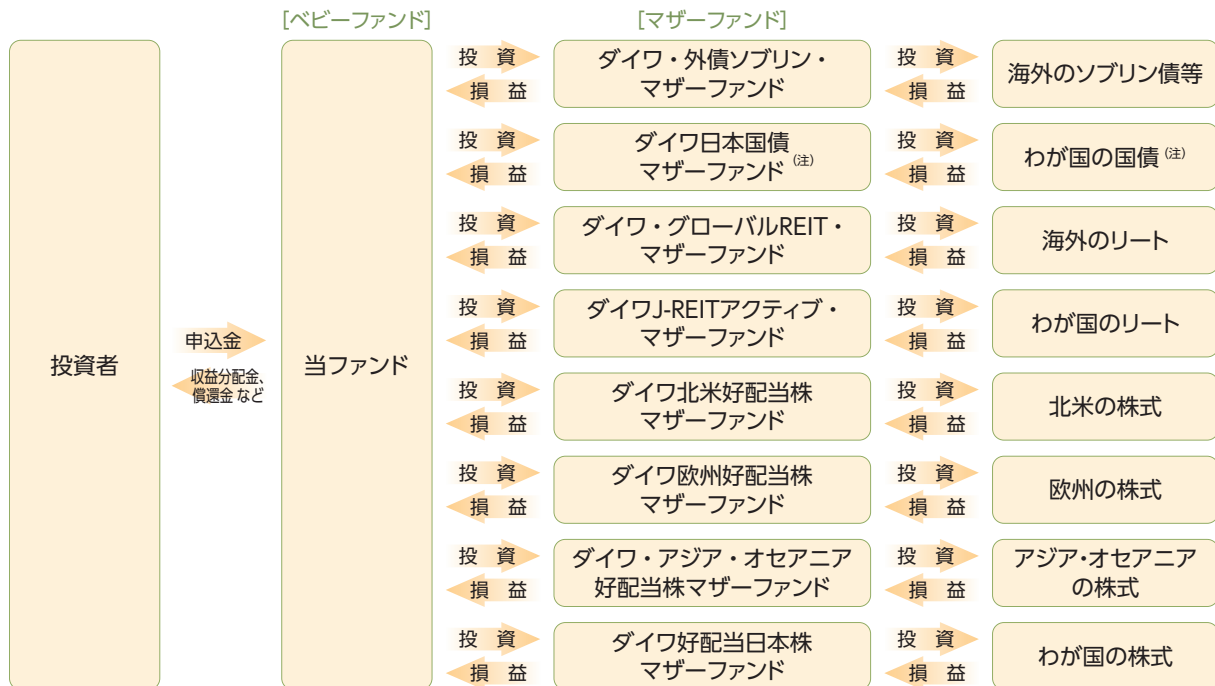 [ベビーファンド]
[マザーファンド]
投資者
申込金
収益分配金、
償還金 など
当ファンド
投 資
損 益
ダイワ・外債ソブリン・
マザーファンド
投 資
損 益
海外のソブリン債等
投 資
損 益
ダイワ日本国債
マザーファンド (注)
投 資
損 益
わが国の国債 (注)
投 資
損 益
ダイワ・グローバルREIT・
マザーファンド
投 資
損 益
海外のリート
投 資
損 益
ダイワJ-REITアクティブ・
マザーファンド
投 資
損 益
わが国のリート
投 資
損 益
ダイワ北米好配当株
マザーファンド
投 資
損 益
北米の株式
投 資
損 益
ダイワ欧州好配当株
マザーファンド
投 資
損 益
欧州の株式
投 資
損 益
ダイワ・アジア・オセアニア
好配当株マザーファンド
投 資
損 益
アジア・オセアニア
の株式
投 資
損 益
ダイワ好配当日本株
マザーファンド
投 資
損 益
わが国の株式